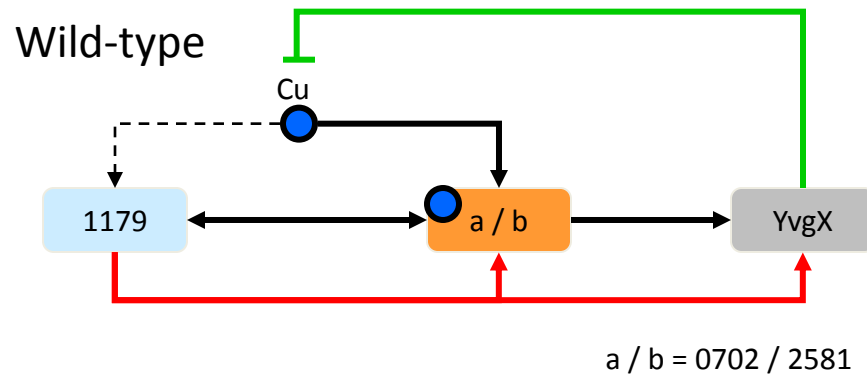 Wild-type
Cu
1179
a / b
YvgX
a / b = 0702 / 2581